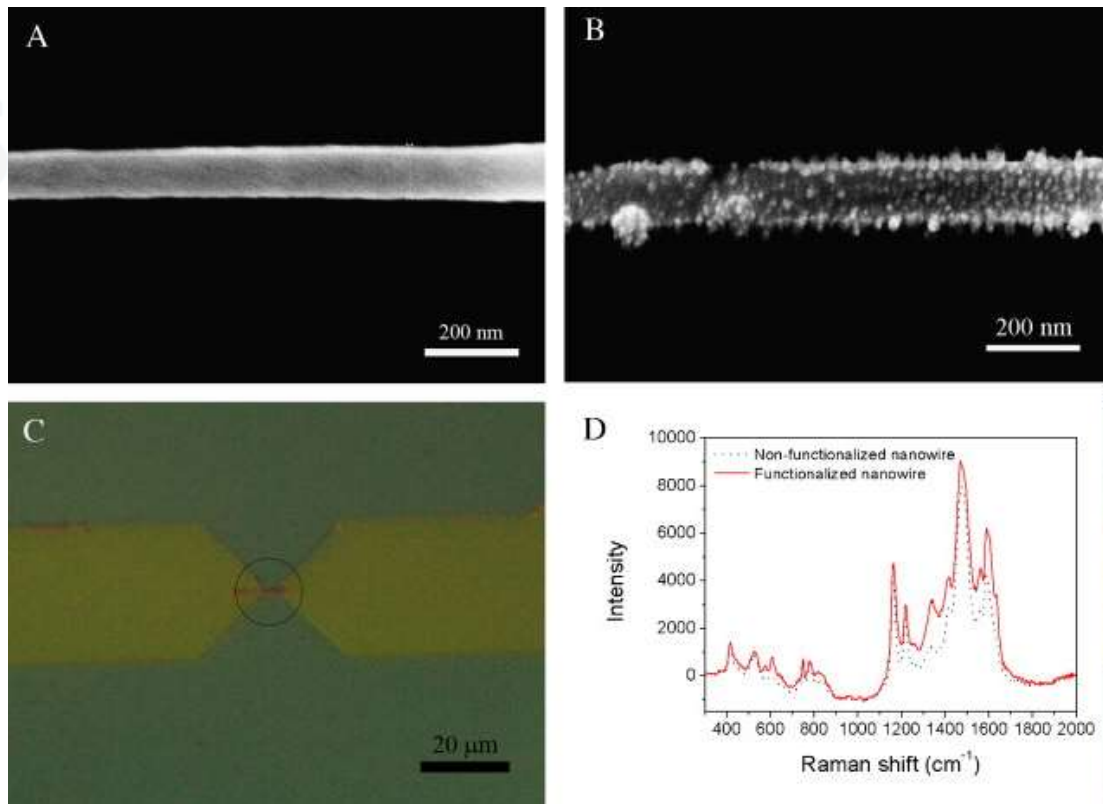 A
200 nm
B
200 nm
C
20 μm
D
10000
8000
6000
4000
2000
0
Intensity
Non-functionalized nanowire
Functionalized nanowire
400 600 800 1000 1200 1400 1600 1800 2000
Raman shift (cm⁻¹)